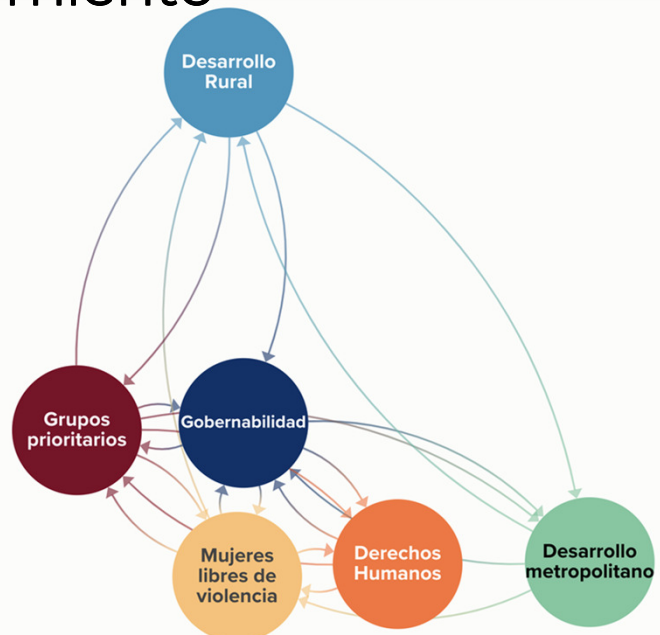 Desarrollo
Rural
Grupos
prioritarios
Gobernabilidad
Mujeres
libres de
violencia
Derechos
Humanos
Desarrollo
metropolitano